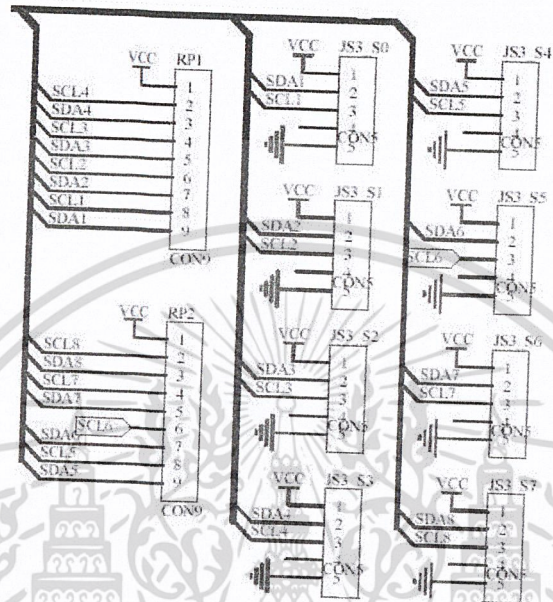 VCC RP1
SCL4 1
SDA4 2
SCL3 3
SDA3 4
SCL2 5
SDA2 6
SCL1 7
SDA1 8
9
CON9
VCC RP2
1
SCL8 2
SDA8 3
SCL7 4
SDA7 5
SCL6 6
SDA6 7
SCL5 8
SDA5 9
CON9
VCC JS3 S0
1
SDA1 2
SCL1 3
4
CON5
5
VCC JS3 S1
1
SDA2 2
SCL2 3
4
CON5
5
VCC JS3 S2
1
SDA3 2
SCL3 3
4
CON5
5
VCC JS3 S3
1
SDA4 2
SCL4 3
4
CON5
5
VCC JS3 S4
1
SDA5 2
SCL5 3
4
CON5
5
VCC JS3 S5
1
SDA6 2
SCL6 3
4
CON5
5
VCC JS3 S6
1
SDA7 2
SCL7 3
4
CON5
5
VCC JS3 S7
1
SDA8 2
SCL8 3
4
CON5
5